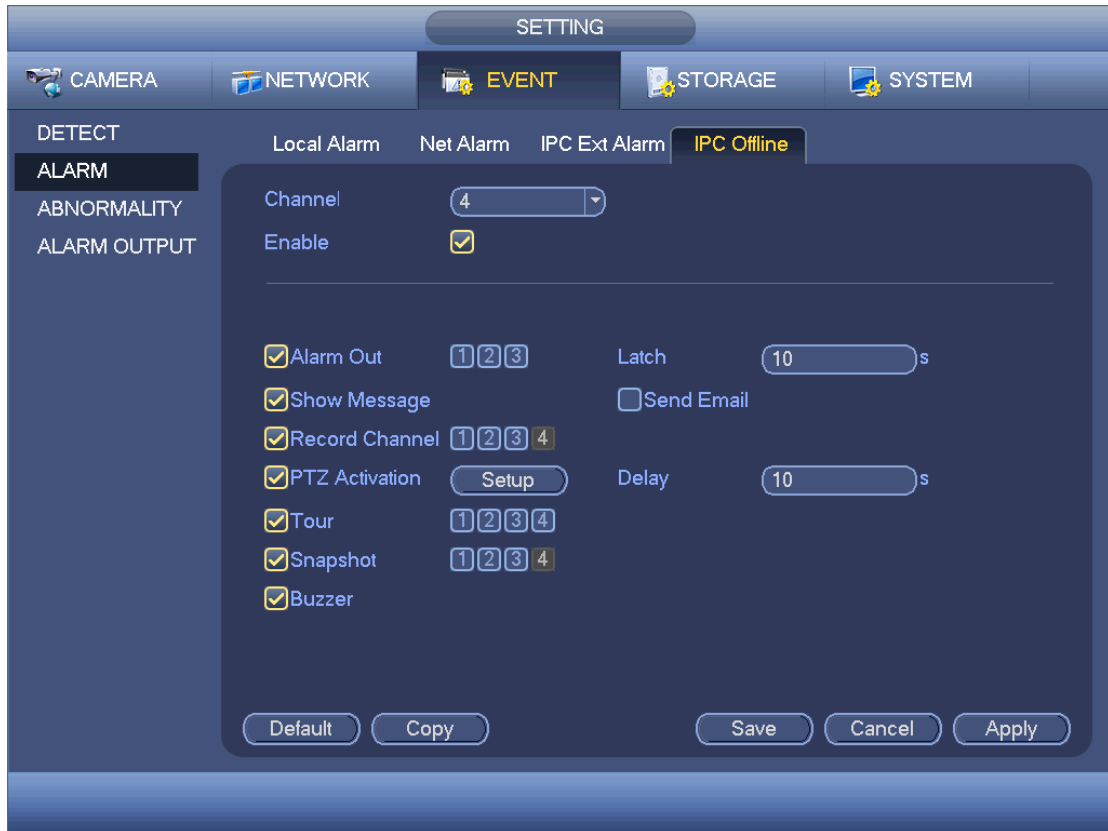 SETTING
CAMERA NETWORK EVENT STORAGE SYSTEM
DETECT
ALARM
ABNORMALITY
ALARM OUTPUT
Local Alarm Net Alarm IPC Ext Alarm IPC Offline
Channel 4
Enable
Alarm Out 1 2 3 Latch 10 s
Show Message Send Email
Record Channel 1 2 3 4
PTZ Activation Setup Delay 10 s
Tour 1 2 3 4
Snapshot 1 2 3 4
Buzzer
Default Copy Save Cancel Apply